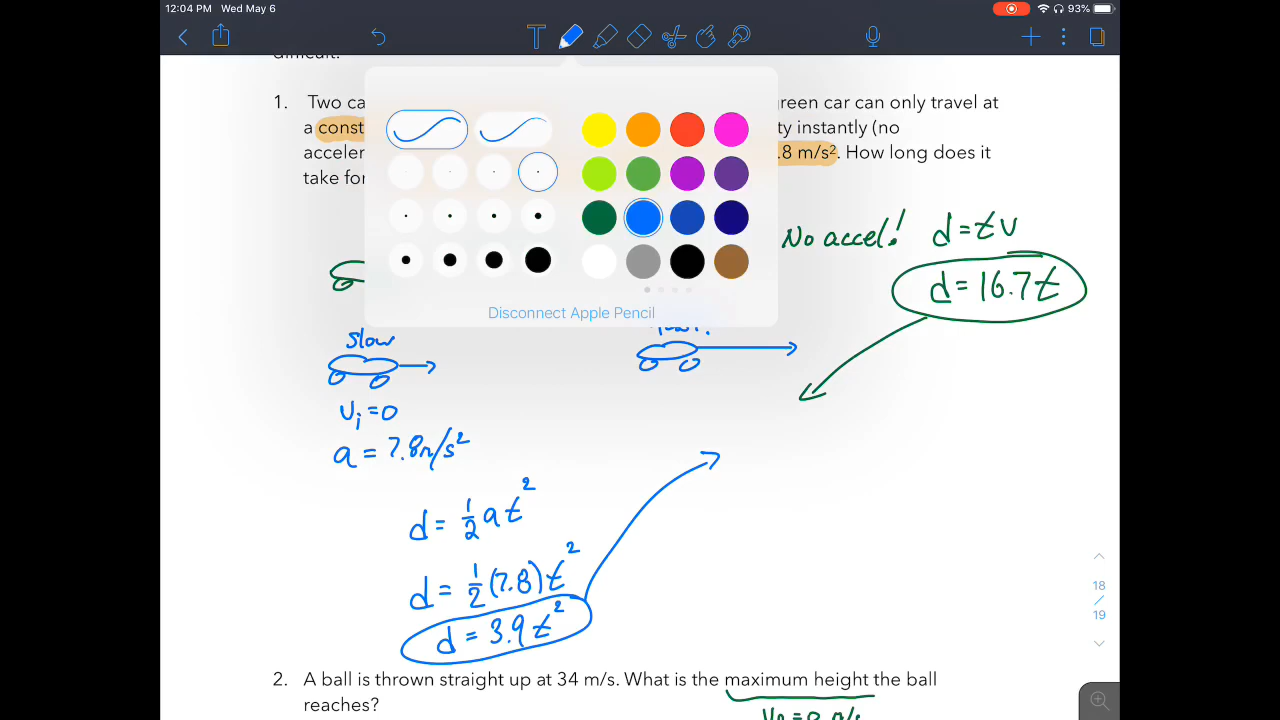 12:04 PM Wed May 6
93%
difficult.
1. Two ca
reen car can only travel at
a const
ty instantly (no
acceler
.8 m/s². How long does it
take for
No accel! d = tv
d = 16.7t
Disconnect Apple Pencil
slow
vᵢ = 0
a = 7.8m/s²
d = ½at²
d = ½(7.8)t²
d = 3.9t²
18
/
19
2. A ball is thrown straight up at 34 m/s. What is the maximum height the ball
reaches?